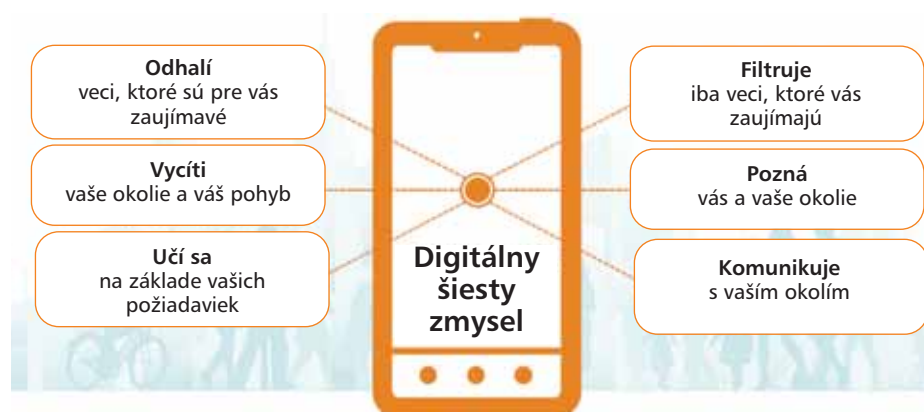 Odhalí
veci, ktoré sú pre vás
zaujímavé
Vycíti
vaše okolie a váš pohyb
Učí sa
na základe vašich
požiadaviek
Digitálny
šiesty
zmysel
Filtruje
iba veci, ktoré vás
zaujímajú
Pozná
vás a vaše okolie
Komunikuje
s vaším okolím